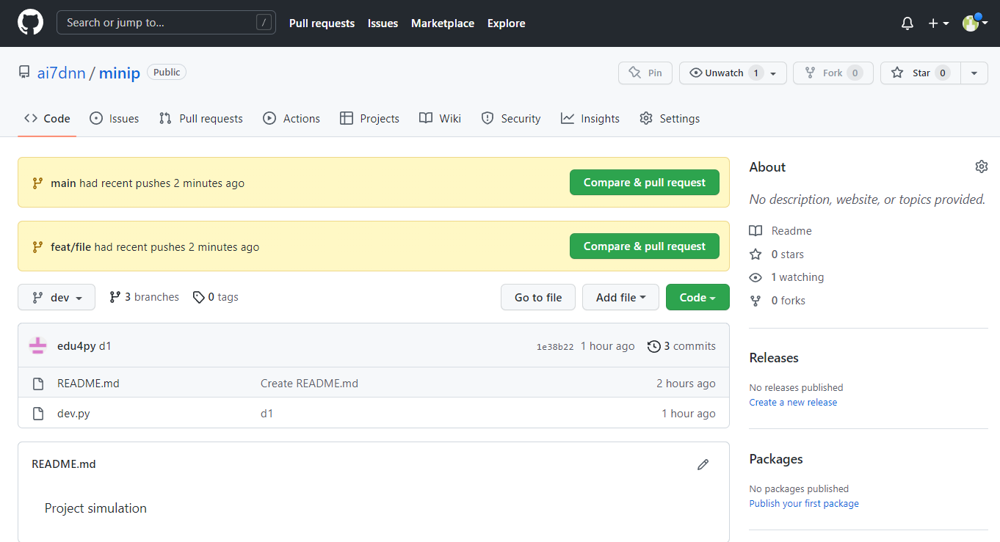 Search or jump to... / Pull requests Issues Marketplace Explore
ai7dnn / minip Public Pin Unwatch 1 Fork 0 Star 0
Code Issues Pull requests Actions Projects Wiki Security Insights Settings
main had recent pushes 2 minutes ago Compare & pull request
feat/file had recent pushes 2 minutes ago Compare & pull request
dev 3 branches 0 tags Go to file Add file Code
edu4py d1 1e38b22 1 hour ago 3 commits
README.md Create README.md 2 hours ago
dev.py d1 1 hour ago
README.md
Project simulation
About
No description, website, or topics provided.
Readme
0 stars
1 watching
0 forks
Releases
No releases published
Create a new release
Packages
No packages published
Publish your first package